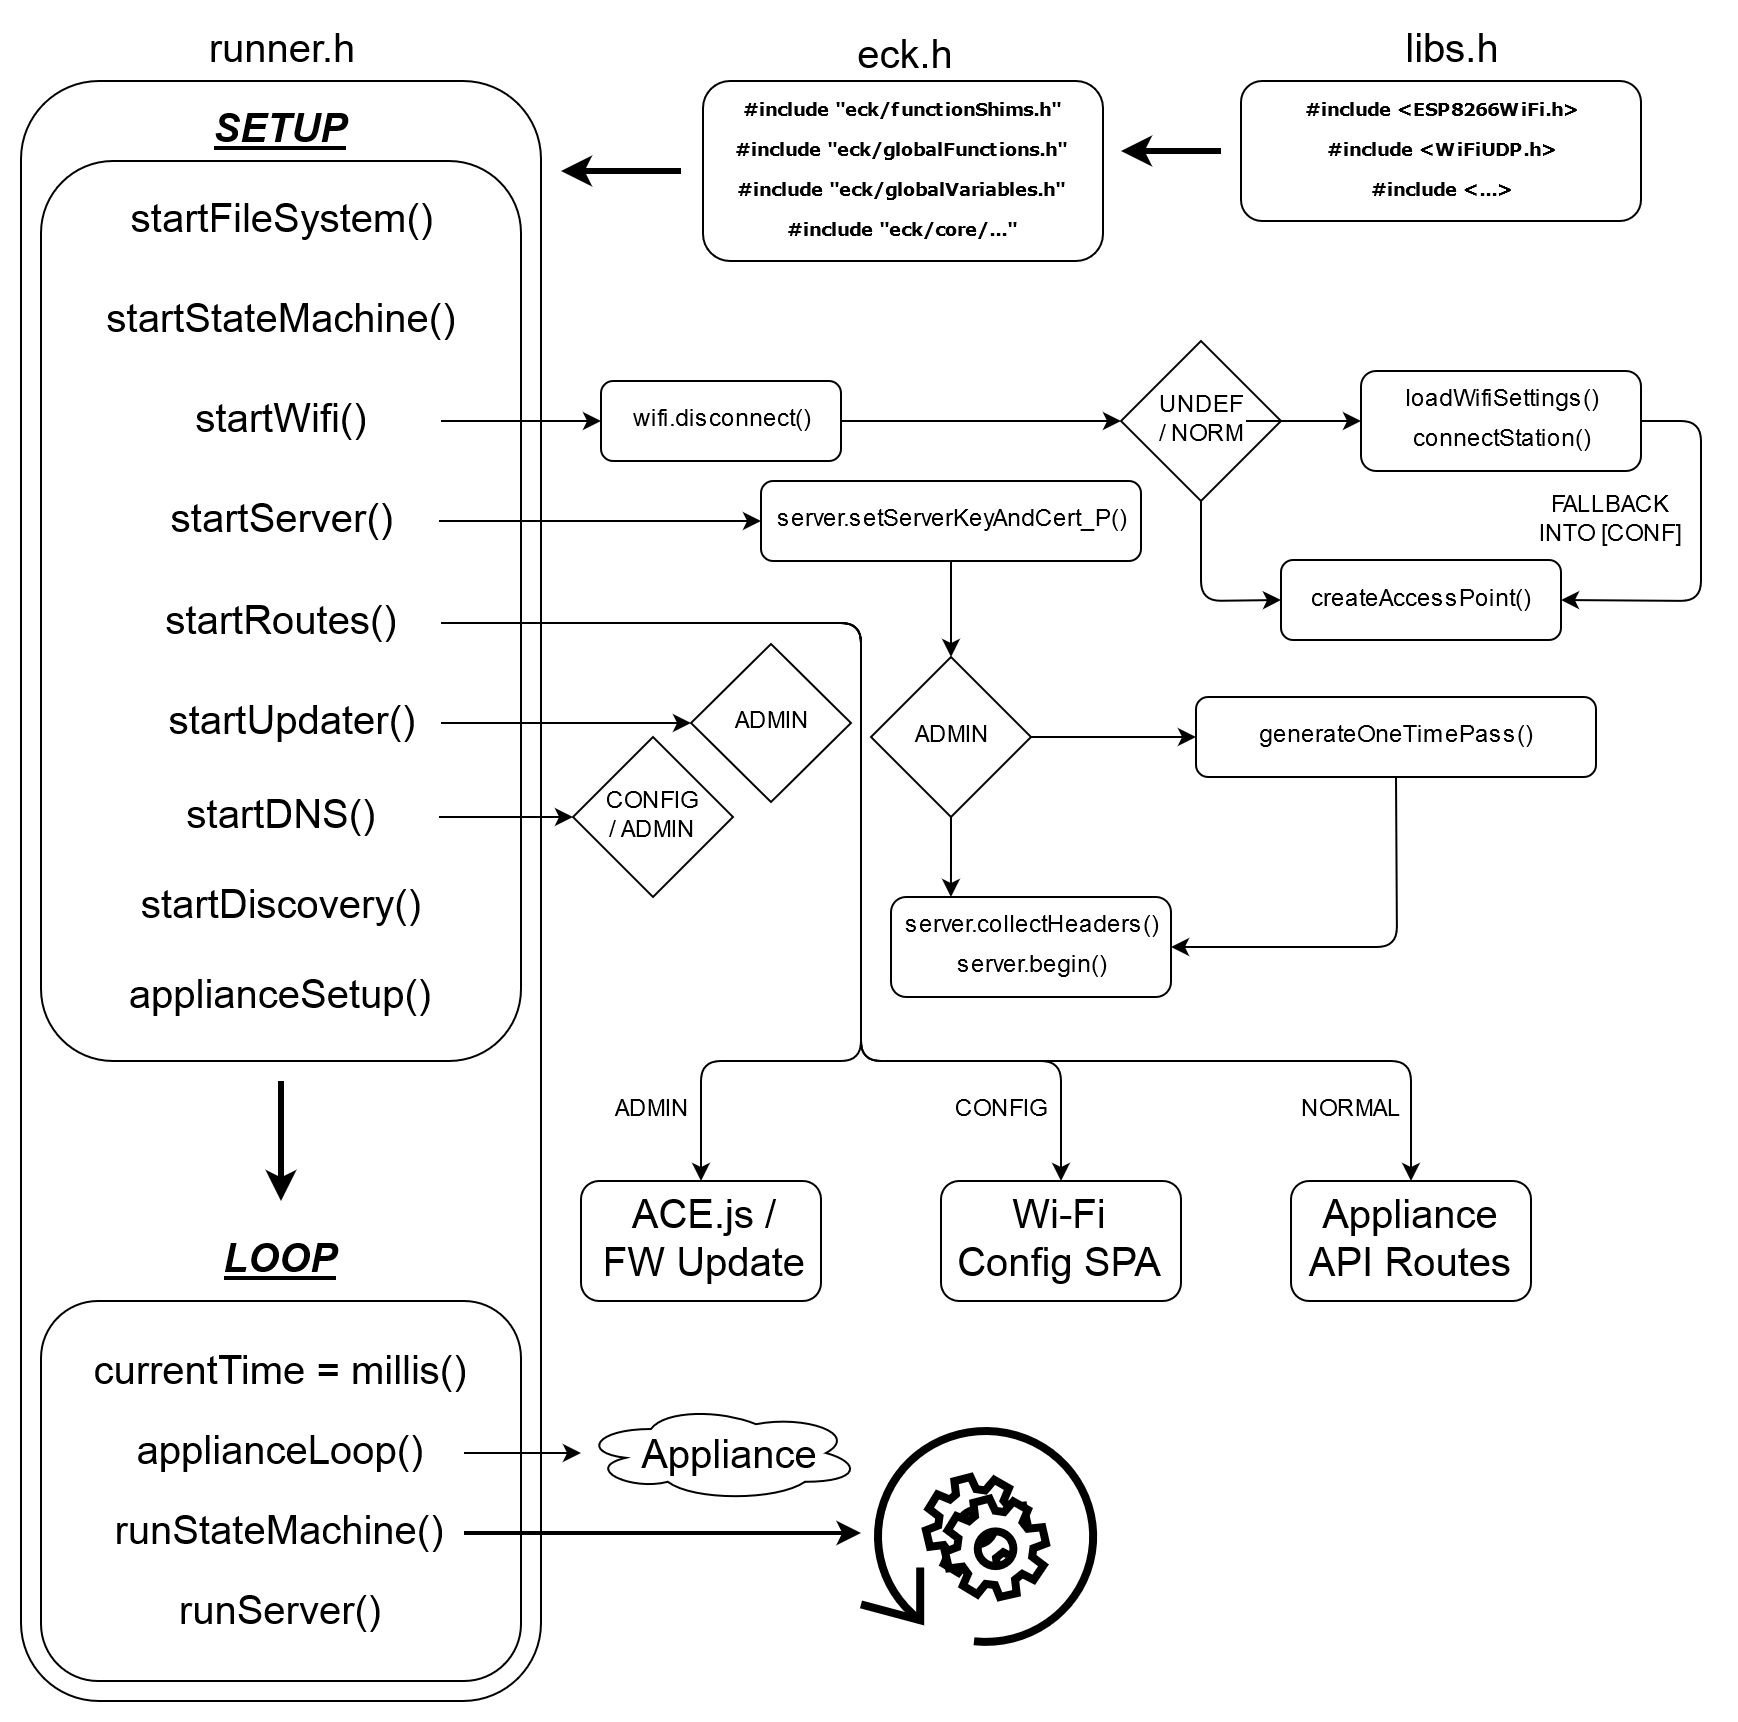 runner.h
eck.h
libs.h
SETUP
#include "eck/functionShims.h"
#include "eck/globalFunctions.h"
#include "eck/globalVariables.h"
#include "eck/core/..."
#include <ESP8266WiFi.h>
#include <WiFiUDP.h>
#include <...>
startFileSystem()
startStateMachine()
startWifi()
wifi.disconnect()
UNDEF
/ NORM
loadWifiSettings()
connectStation()
FALLBACK
INTO [CONF]
createAccessPoint()
startServer()
server.setServerKeyAndCert_P()
ADMIN
generateOneTimePass()
server.collectHeaders()
server.begin()
startRoutes()
startUpdater()
ADMIN
startDNS()
CONFIG
/ ADMIN
startDiscovery()
applianceSetup()
ADMIN
CONFIG
NORMAL
ACE.js /
FW Update
Wi-Fi
Config SPA
Appliance
API Routes
LOOP
currentTime = millis()
applianceLoop()
Appliance
runStateMachine()
runServer()